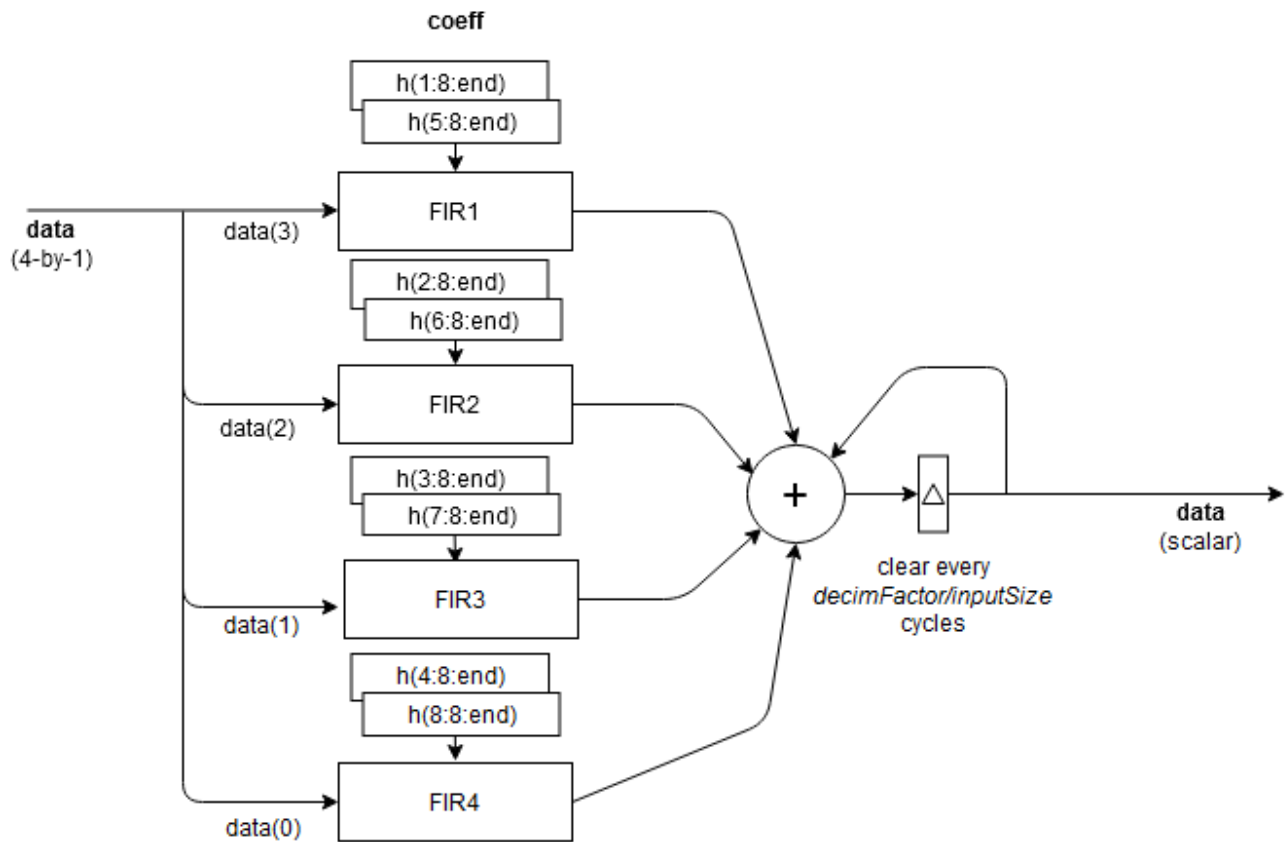 coeff
h(1:8:end)
h(5:8:end)
FIR1
data
(4-by-1)
data(3)
h(2:8:end)
h(6:8:end)
FIR2
data(2)
h(3:8:end)
h(7:8:end)
FIR3
data(1)
+
△
data
(scalar)
clear every
decimFactor/inputSize
cycles
h(4:8:end)
h(8:8:end)
FIR4
data(0)